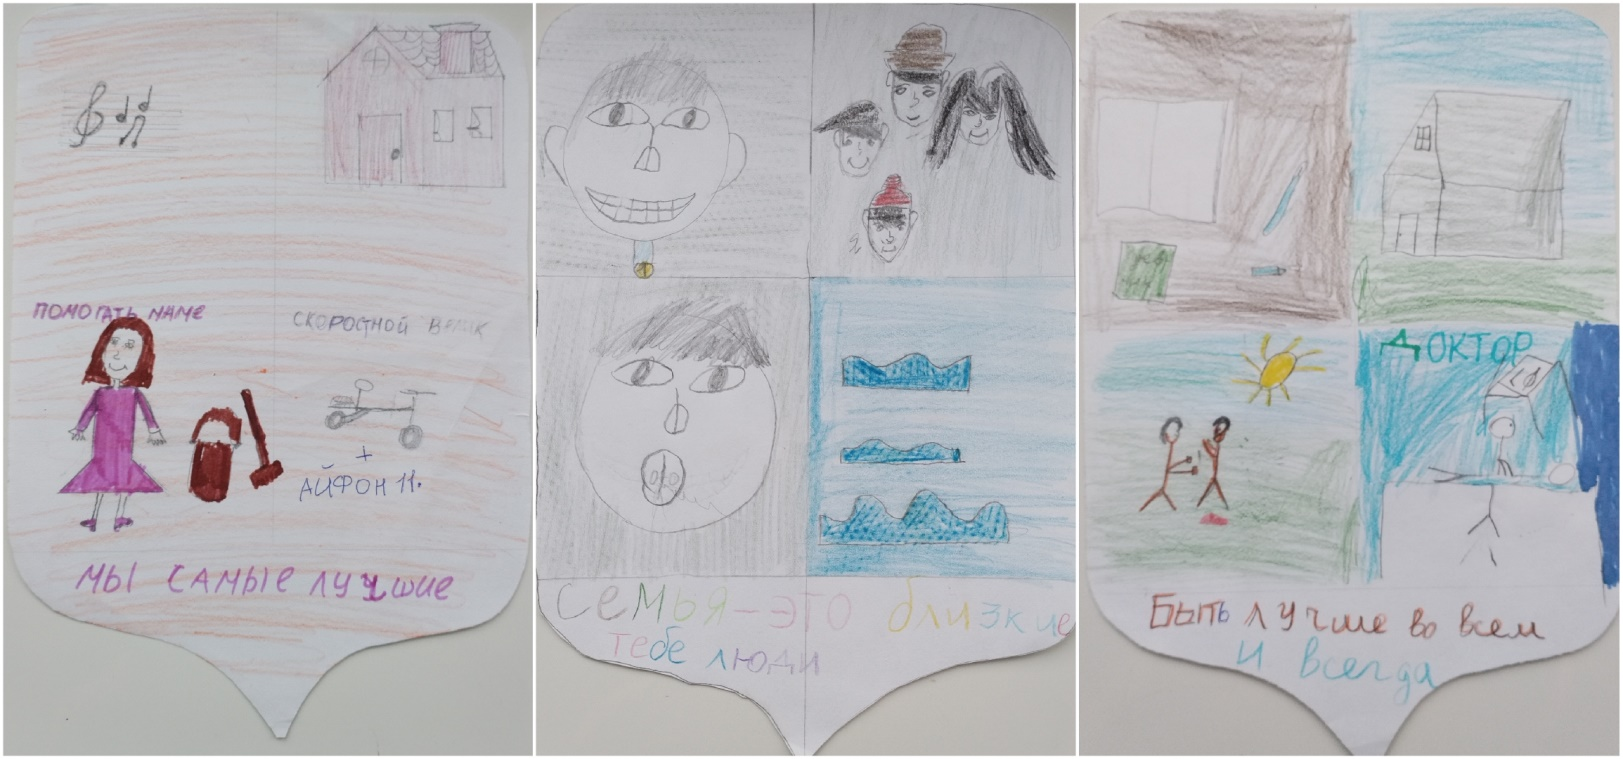 ПОМОГАТЬ МАМЕ
СКОРОСТНОЙ ВЕЛИК
+
АЙФОН 11.
МЫ САМЫЕ ЛУЧШИЕ
СЕМЬЯ – ЭТО близкие
тебе люди
ДОКТОР
Быть лучше во всем
И всегда